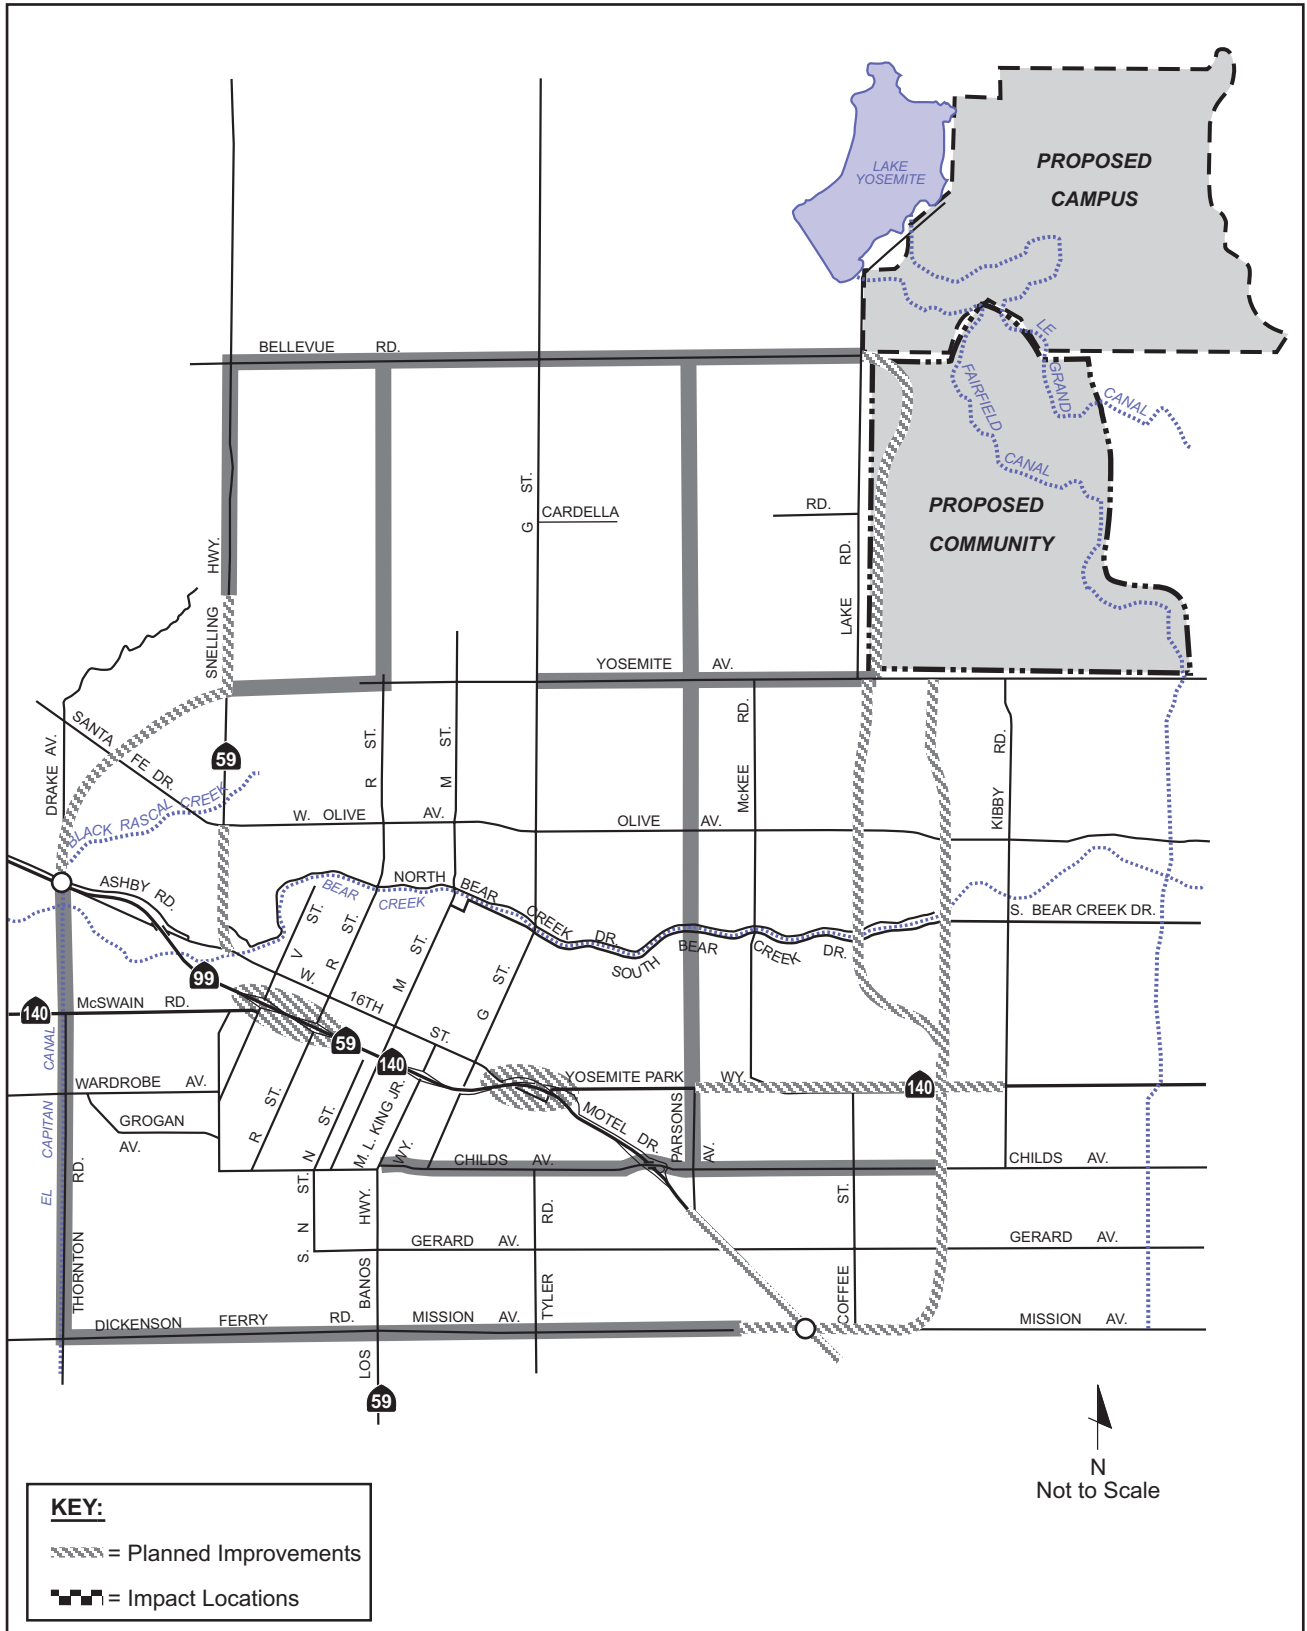 LAKE
YOSEMITE
PROPOSED
CAMPUS
LE
GRAND
CANAL
FAIRFIELD
CANAL
BELLEVUE RD.
G ST.
CARDELLA
RD.
LAKE RD.
PROPOSED
COMMUNITY
SNELLING HWY.
YOSEMITE AV.
DRAKE AV.
SANTA FE DR.
59
R ST.
M ST.
McKEE RD.
KIBBY RD.
BLACK RASCAL CREEK
W. OLIVE AV.
OLIVE AV.
ASHBY RD.
BEAR
CREEK
NORTH BEAR CREEK DR.
SOUTH BEAR CREEK DR.
S. BEAR CREEK DR.
V ST.
R ST.
M ST.
G ST.
W. 16TH ST.
99
140
McSWAIN RD.
59
140
EL CAPITAN CANAL
WARDROBE AV.
GROGAN
AV.
R ST.
N ST.
M. L. KING JR.
WY.
YOSEMITE PARK WY.
140
MOTEL DR.
PARSONS
AV.
CHILDS AV.
CHILDS AV.
THORNTON RD.
S. N ST.
LOS BANOS HWY.
TYLER RD.
COFFEE ST.
GERARD AV.
GERARD AV.
DICKENSON FERRY RD.
MISSION AV.
MISSION AV.
59
N
Not to Scale
KEY:
= Planned Improvements
= Impact Locations